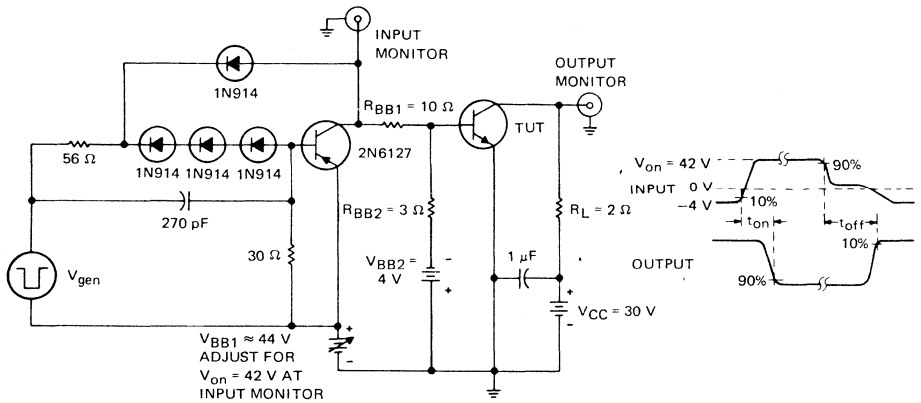 INPUT
MONITOR
OUTPUT
MONITOR
1N914
R_BB1 = 10 Ω
TUT
56 Ω
1N914 1N914 1N914
2N6127
270 pF
R_BB2 = 3 Ω
R_L = 2 Ω
30 Ω
V_gen
V_BB2 =
4 V
-
+
1 μF
+
-
V_CC = 30 V
V_BB1 ≈ 44 V
ADJUST FOR
V_on = 42 V AT
INPUT MONITOR
+
-
V_on = 42 V
90%
INPUT 0 V
-4 V
10%
t_on
t_off
10%
OUTPUT
90%